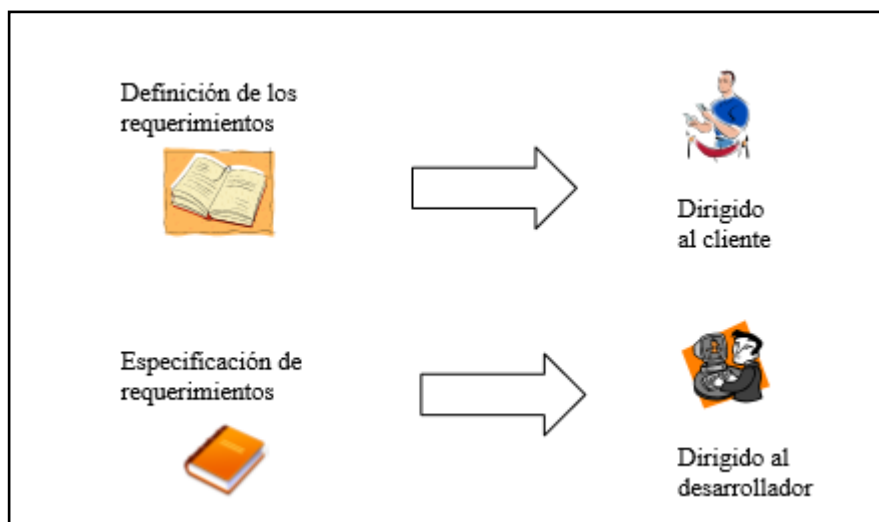 Definición de los
requerimientos
Dirigido
al cliente
Especificación de
requerimientos
Dirigido al
desarrollador